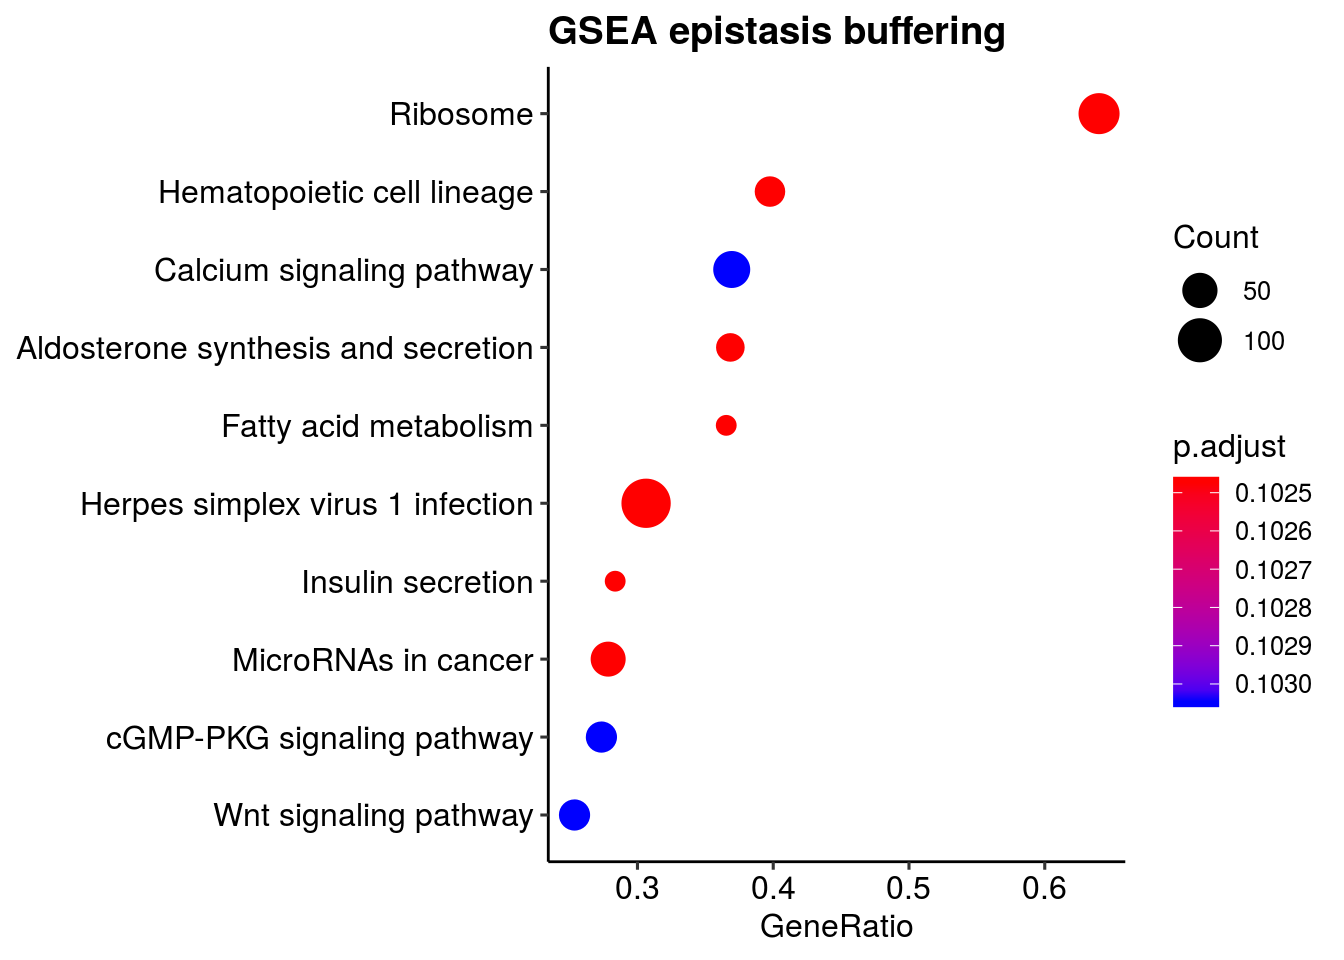 GSEA epistasis buffering
Ribosome
Hematopoietic cell lineage
Calcium signaling pathway
Aldosterone synthesis and secretion
Fatty acid metabolism
Herpes simplex virus 1 infection
Insulin secretion
MicroRNAs in cancer
cGMP-PKG signaling pathway
Wnt signaling pathway
0.3 0.4 0.5 0.6
GeneRatio
Count
50
100
p.adjust
0.1025
0.1026
0.1027
0.1028
0.1029
0.1030